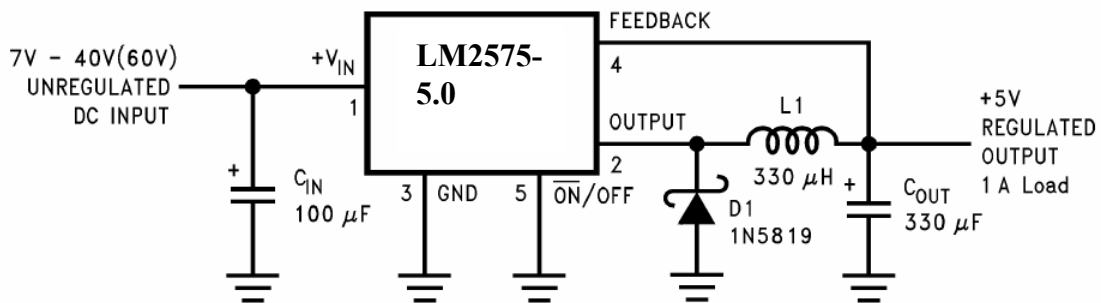 7V - 40V(60V)
UNREGULATED
DC INPUT
+VIN
1
CIN
100 μF
+
LM2575-
5.0
3
GND
5
ON/OFF
FEEDBACK
4
OUTPUT
2
L1
330 μH
D1
1N5819
+
COUT
330 μF
+5V
REGULATED
OUTPUT
1 A Load